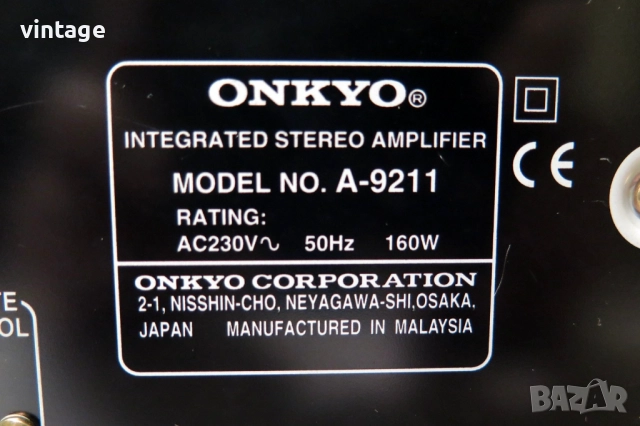 urukki
vintage
ONKYO®
INTEGRATED STEREO AMPLIFIER
MODEL NO. A-9211
RATING:
AC230V∿ 50Hz 160W
ONKYO CORPORATION
2-1, NISSHIN-CHO, NEYAGAWA-SHI,OSAKA,
JAPAN MANUFACTURED IN MALAYSIA
CE
TE
OL
BAZAR